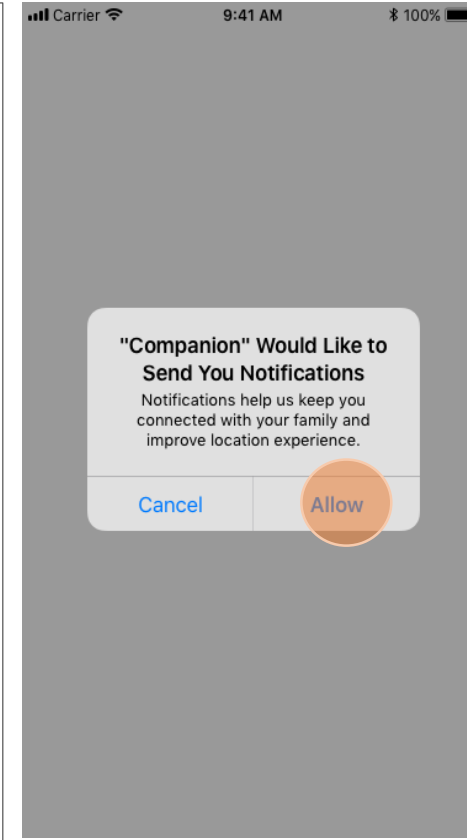 Carrier 9:41 AM 100%
"Companion" Would Like to
Send You Notifications
Notifications help us keep you
connected with your family and
improve location experience.
Cancel Allow